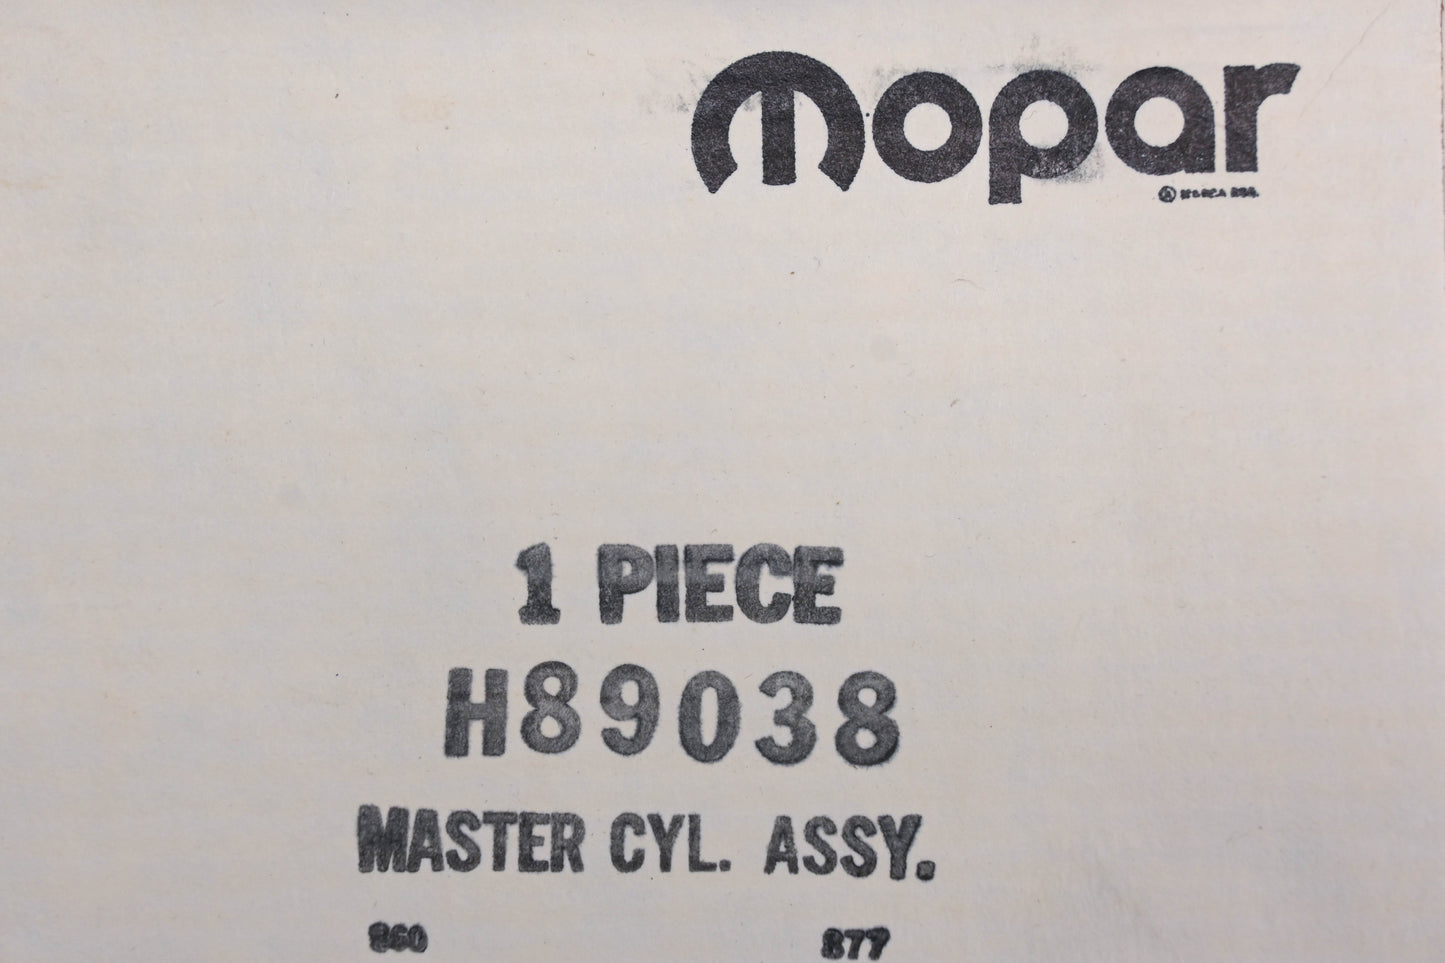 mopar
1 PIECE
H89038
MASTER CYL. ASSY.
860 877